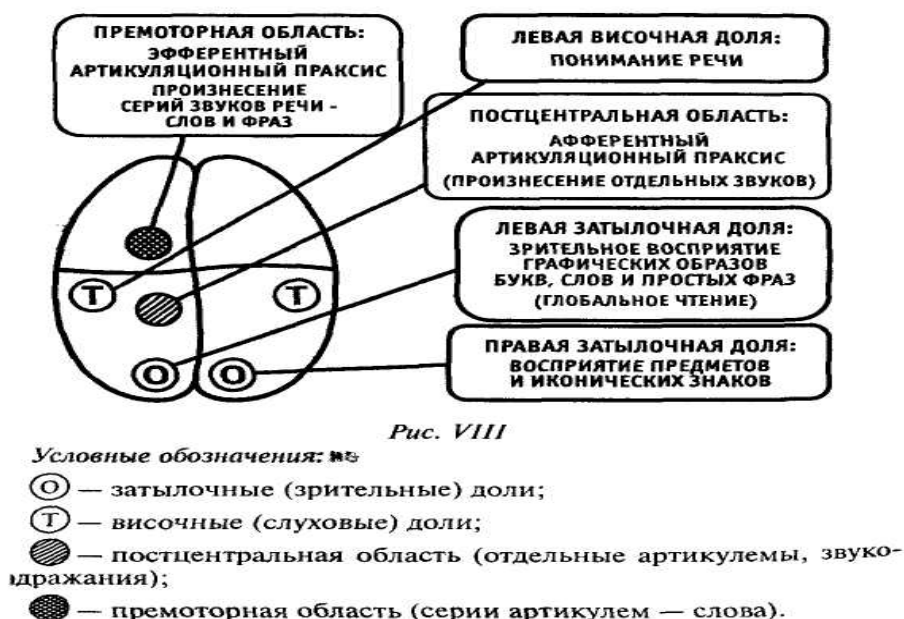 ПРЕМОТОРНАЯ ОБЛАСТЬ:
ЭФФЕРЕНТНЫЙ
АРТИКУЛЯЦИОННЫЙ ПРАКСИС
ПРОИЗНЕСЕНИЕ
СЕРИЙ ЗВУКОВ РЕЧИ -
СЛОВ И ФРАЗ
ЛЕВАЯ ВИСОЧНАЯ ДОЛЯ:
ПОНИМАНИЕ РЕЧИ
ПОСТЦЕНТРАЛЬНАЯ ОБЛАСТЬ:
АФФЕРЕНТНЫЙ
АРТИКУЛЯЦИОННЫЙ ПРАКСИС
(ПРОИЗНЕСЕНИЕ ОТДЕЛЬНЫХ ЗВУКОВ)
ЛЕВАЯ ЗАТЫЛОЧНАЯ ДОЛЯ:
ЗРИТЕЛЬНОЕ ВОСПРИЯТИЕ
ГРАФИЧЕСКИХ ОБРАЗОВ
БУКВ, СЛОВ И ПРОСТЫХ ФРАЗ
(ГЛОБАЛЬНОЕ ЧТЕНИЕ)
ПРАВАЯ ЗАТЫЛОЧНАЯ ДОЛЯ:
ВОСПРИЯТИЕ ПРЕДМЕТОВ
И ИКОНИЧЕСКИХ ЗНАКОВ
Т Т
О О
Рис. VIII
Условные обозначения:
О — затылочные (зрительные) доли;
Т — височные (слуховые) доли;
— постцентральная область (отдельные артикулемы, звуко-
дражания);
— премоторная область (серии артикулем — слова).